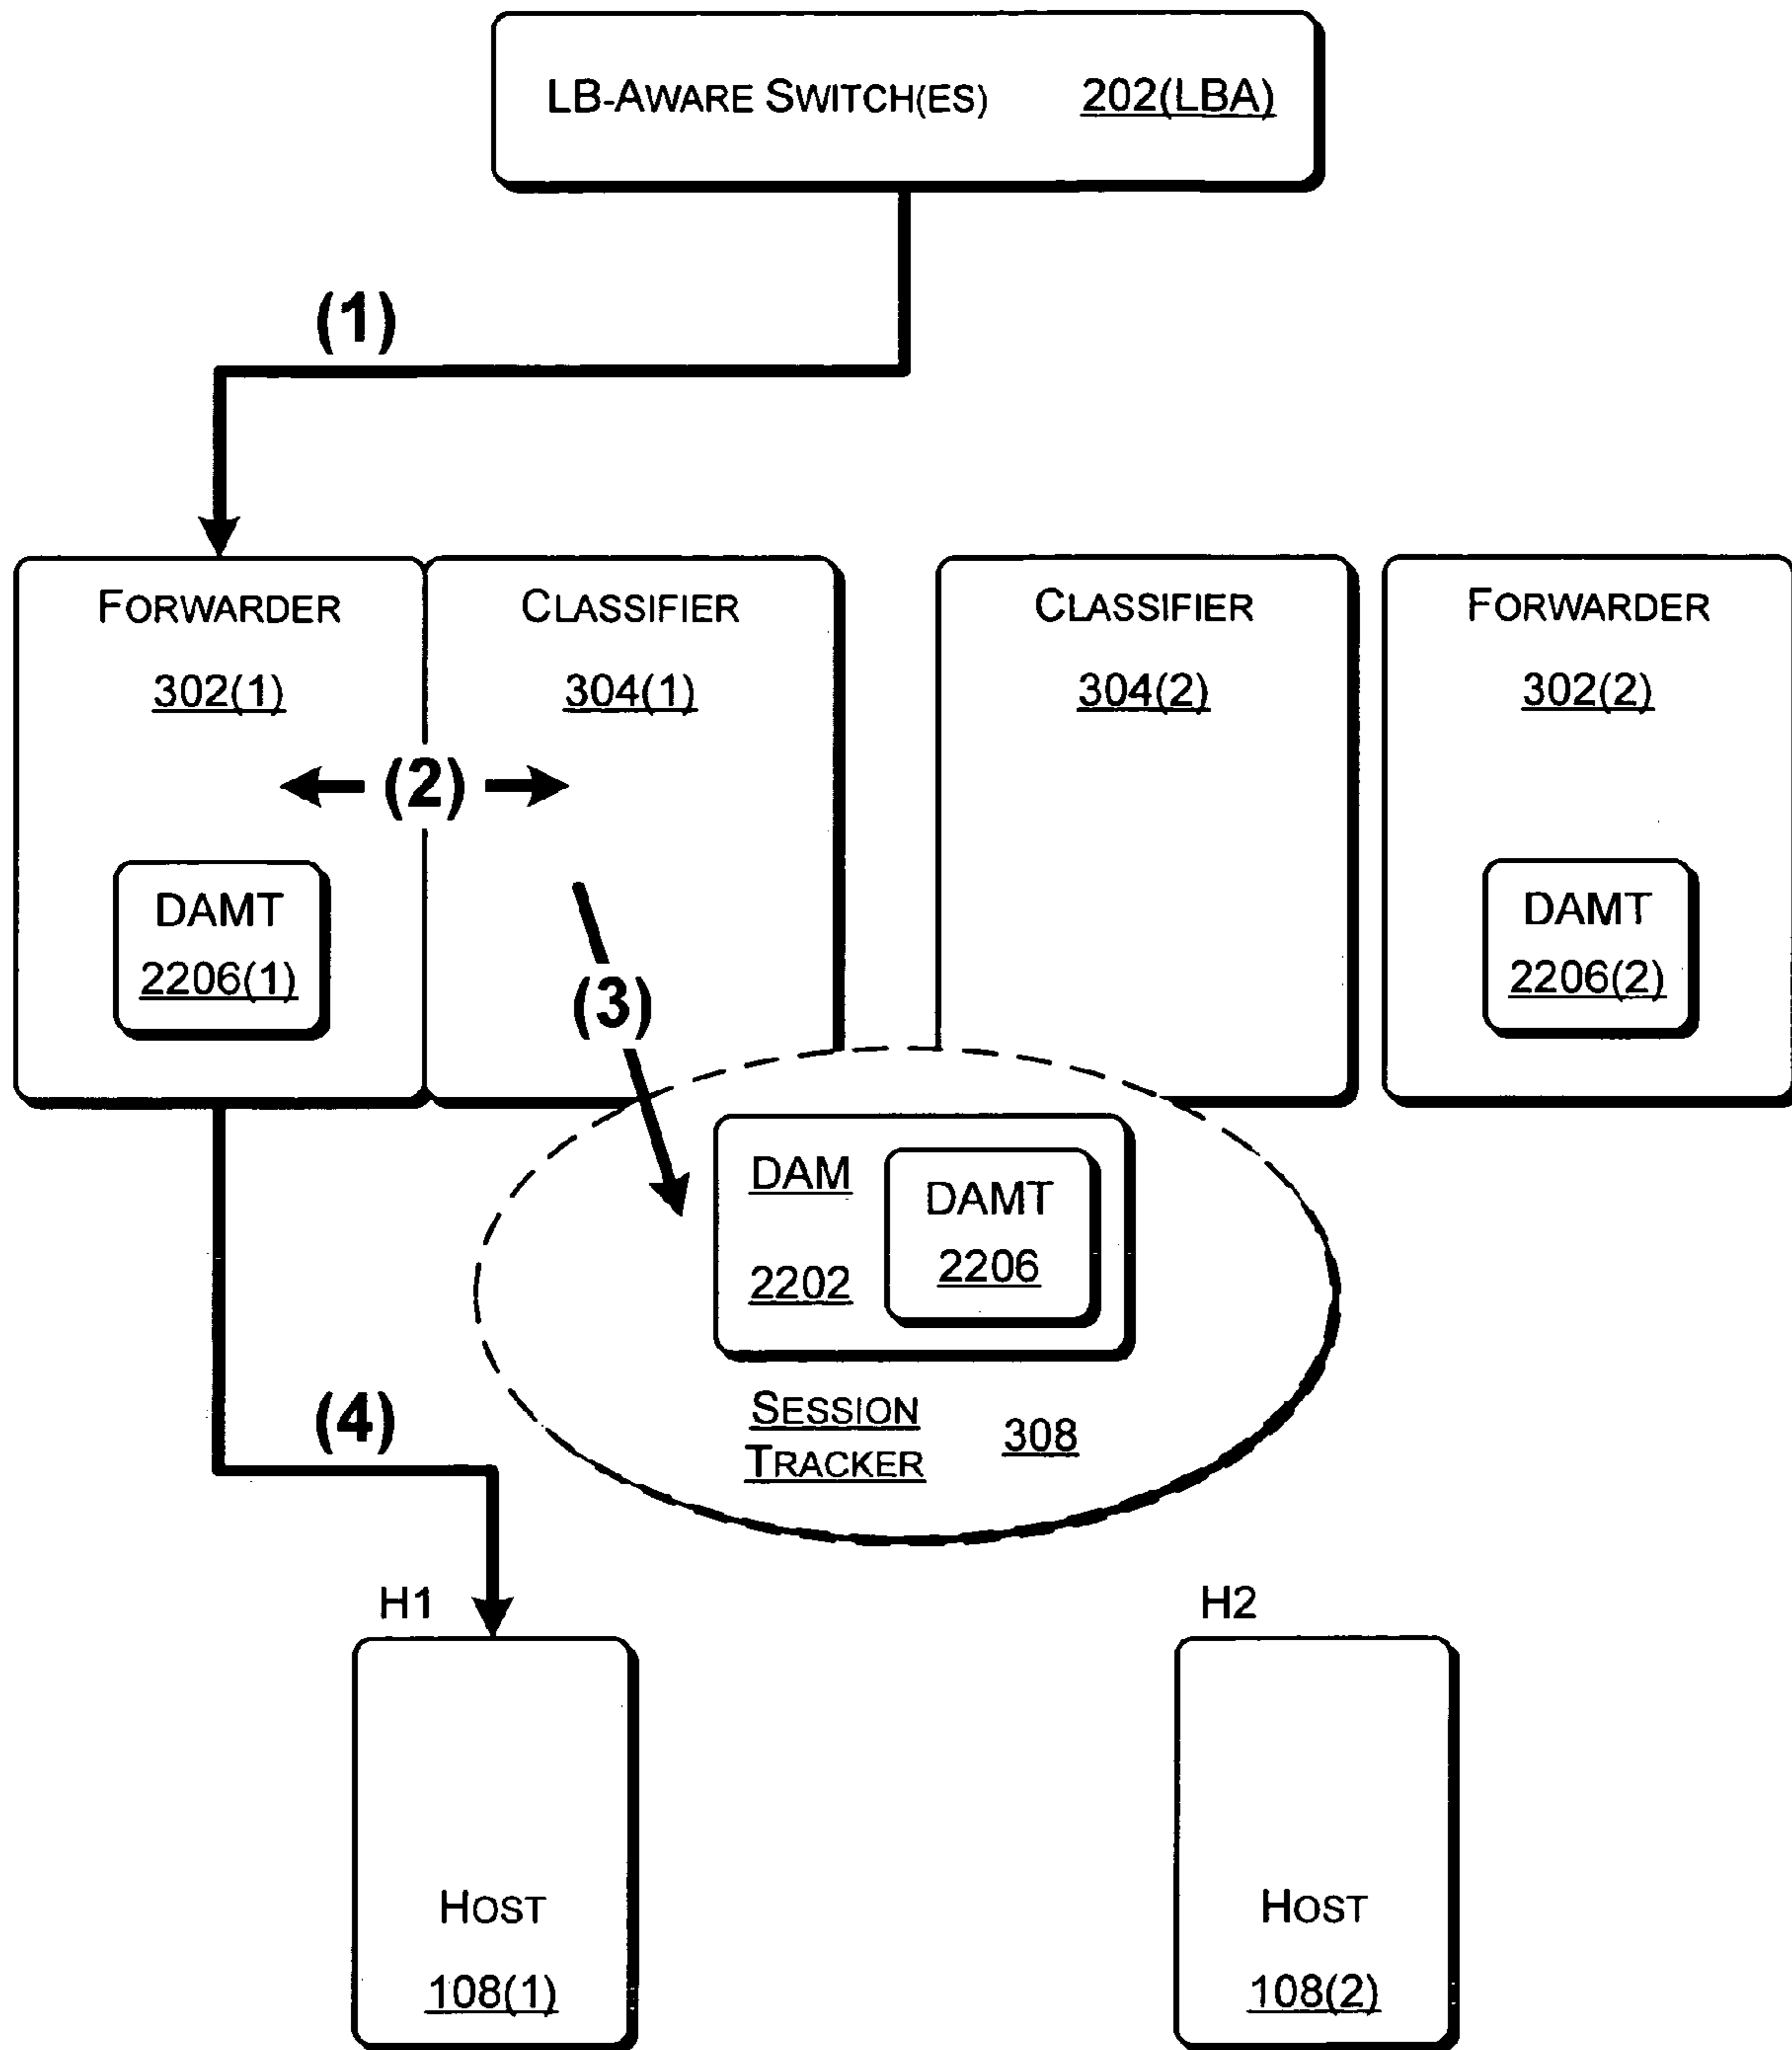 LB-AWARE SWITCH(ES) 202(LBA)
(1)
FORWARDER
302(1)
CLASSIFIER
304(1)
CLASSIFIER
304(2)
FORWARDER
302(2)
(2)
DAMT
2206(1)
DAMT
2206(2)
(3)
DAM
2202
DAMT
2206
SESSION
TRACKER
308
(4)
H1
H2
HOST
108(1)
HOST
108(2)